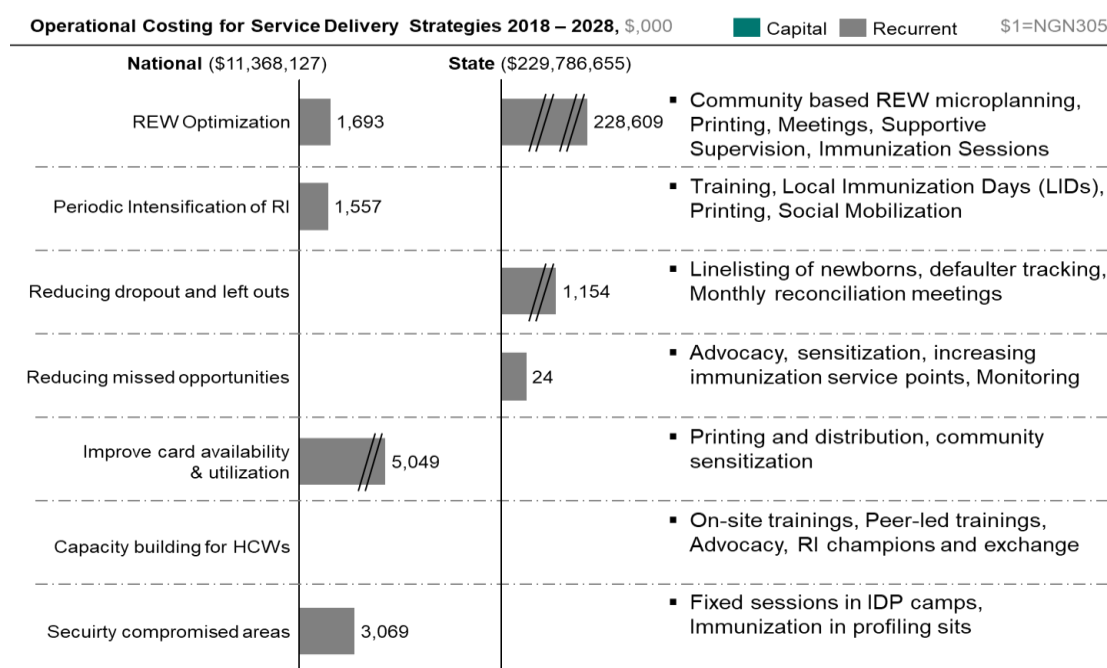 Operational Costing for Service Delivery Strategies 2018 – 2028, $,000
Capital
Recurrent
$1=NGN305
National ($11,368,127)
State ($229,786,655)
REW Optimization
1,693
228,609
▪ Community based REW microplanning,
Printing, Meetings, Supportive
Supervision, Immunization Sessions
Periodic Intensification of RI
1,557
▪ Training, Local Immunization Days (LIDs),
Printing, Social Mobilization
Reducing dropout and left outs
1,154
▪ Linelisting of newborns, defaulter tracking,
Monthly reconciliation meetings
Reducing missed opportunities
24
▪ Advocacy, sensitization, increasing
immunization service points, Monitoring
Improve card availability
& utilization
5,049
▪ Printing and distribution, community
sensitization
Capacity building for HCWs
▪ On-site trainings, Peer-led trainings,
Advocacy, RI champions and exchange
Secuirty compromised areas
3,069
▪ Fixed sessions in IDP camps,
Immunization in profiling sits